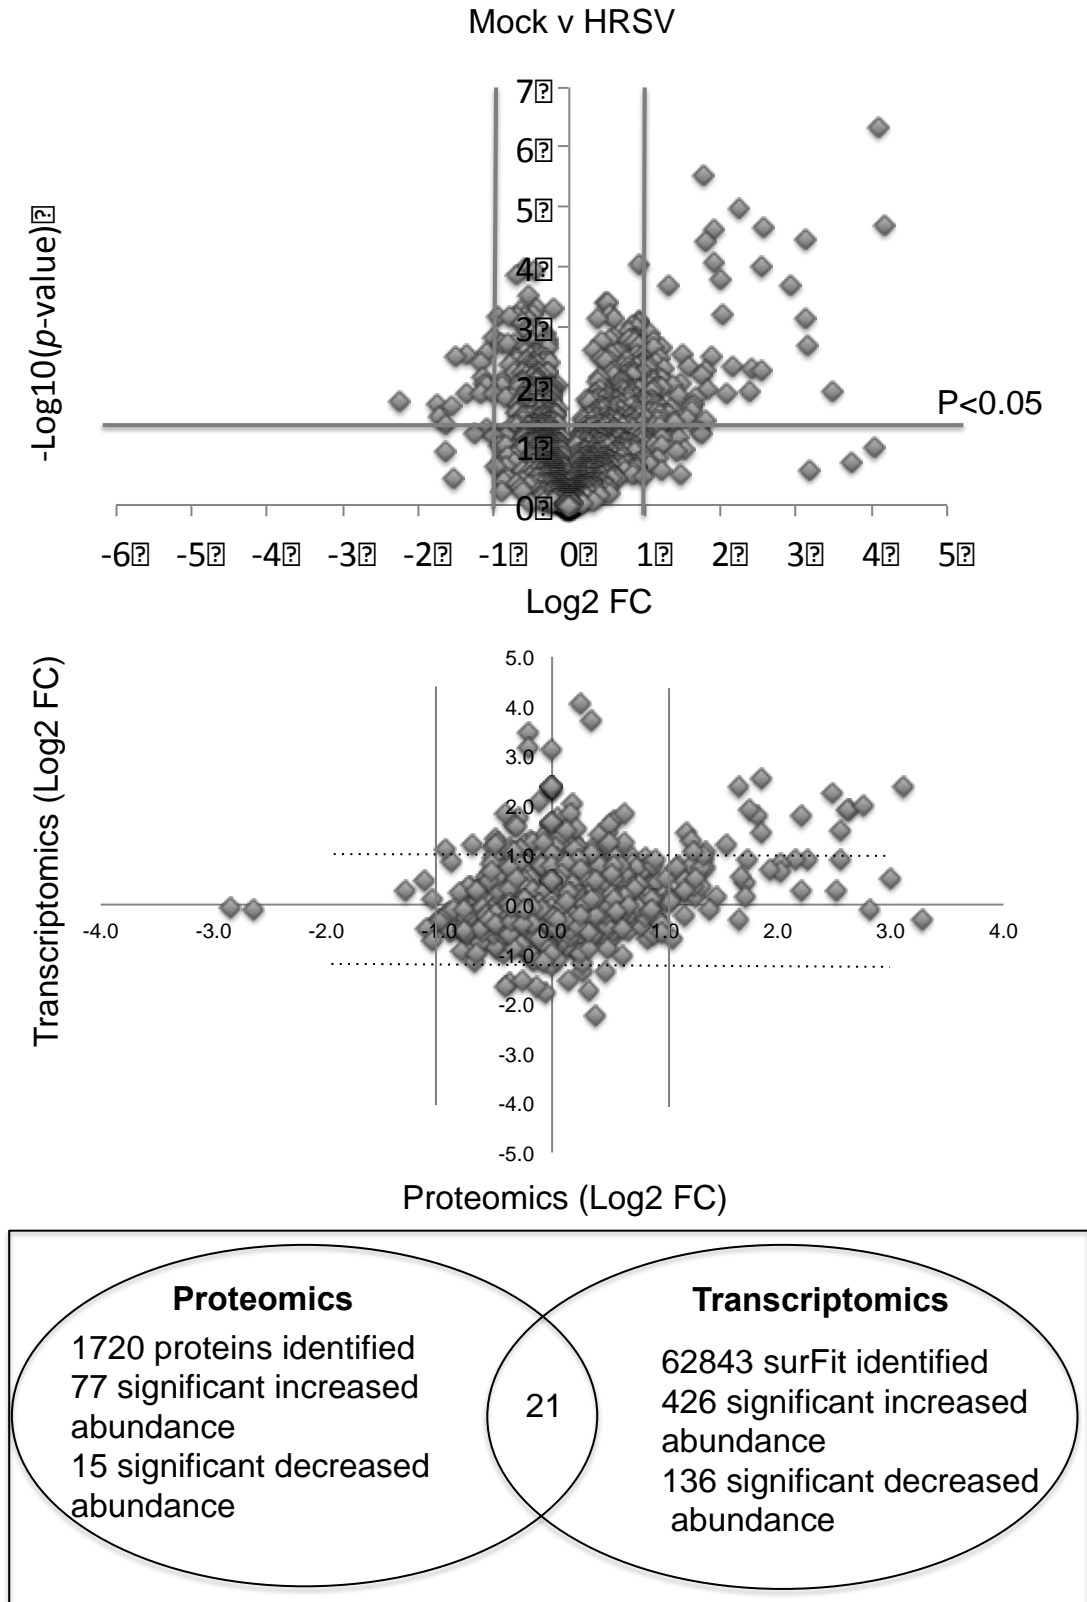 Mock v HRSV
7⍰
6⍰
5⍰
4⍰
3⍰
2⍰
1⍰
0⍰
-Log10(p-value)⍰
P<0.05
-6⍰ -5⍰ -4⍰ -3⍰ -2⍰ -1⍰ 0⍰ 1⍰ 2⍰ 3⍰ 4⍰ 5⍰
Log2 FC
Transcriptomics (Log2 FC)
5.0
4.0
3.0
2.0
1.0
0.0
-4.0 -3.0 -2.0 -1.0 0.0 1.0 2.0 3.0 4.0
-1.0
-2.0
-3.0
-4.0
-5.0
Proteomics (Log2 FC)
Proteomics
1720 proteins identified
77 significant increased
abundance
15 significant decreased
abundance
21
Transcriptomics
62843 surFit identified
426 significant increased
abundance
136 significant decreased
abundance